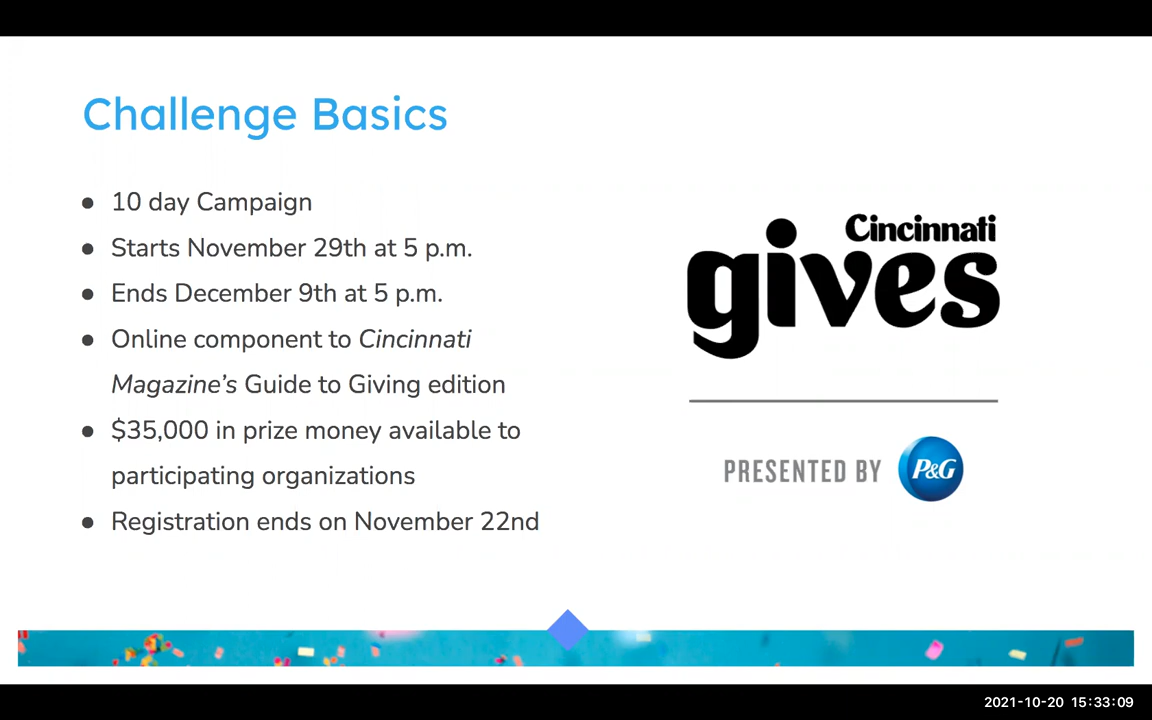 Challenge Basics
● 10 day Campaign
● Starts November 29th at 5 p.m.
● Ends December 9th at 5 p.m.
● Online component to Cincinnati
Magazine’s Guide to Giving edition
● $35,000 in prize money available to
participating organizations
● Registration ends on November 22nd
Cincinnati
gives
PRESENTED BY P&G
2021-10-20 15:33:09